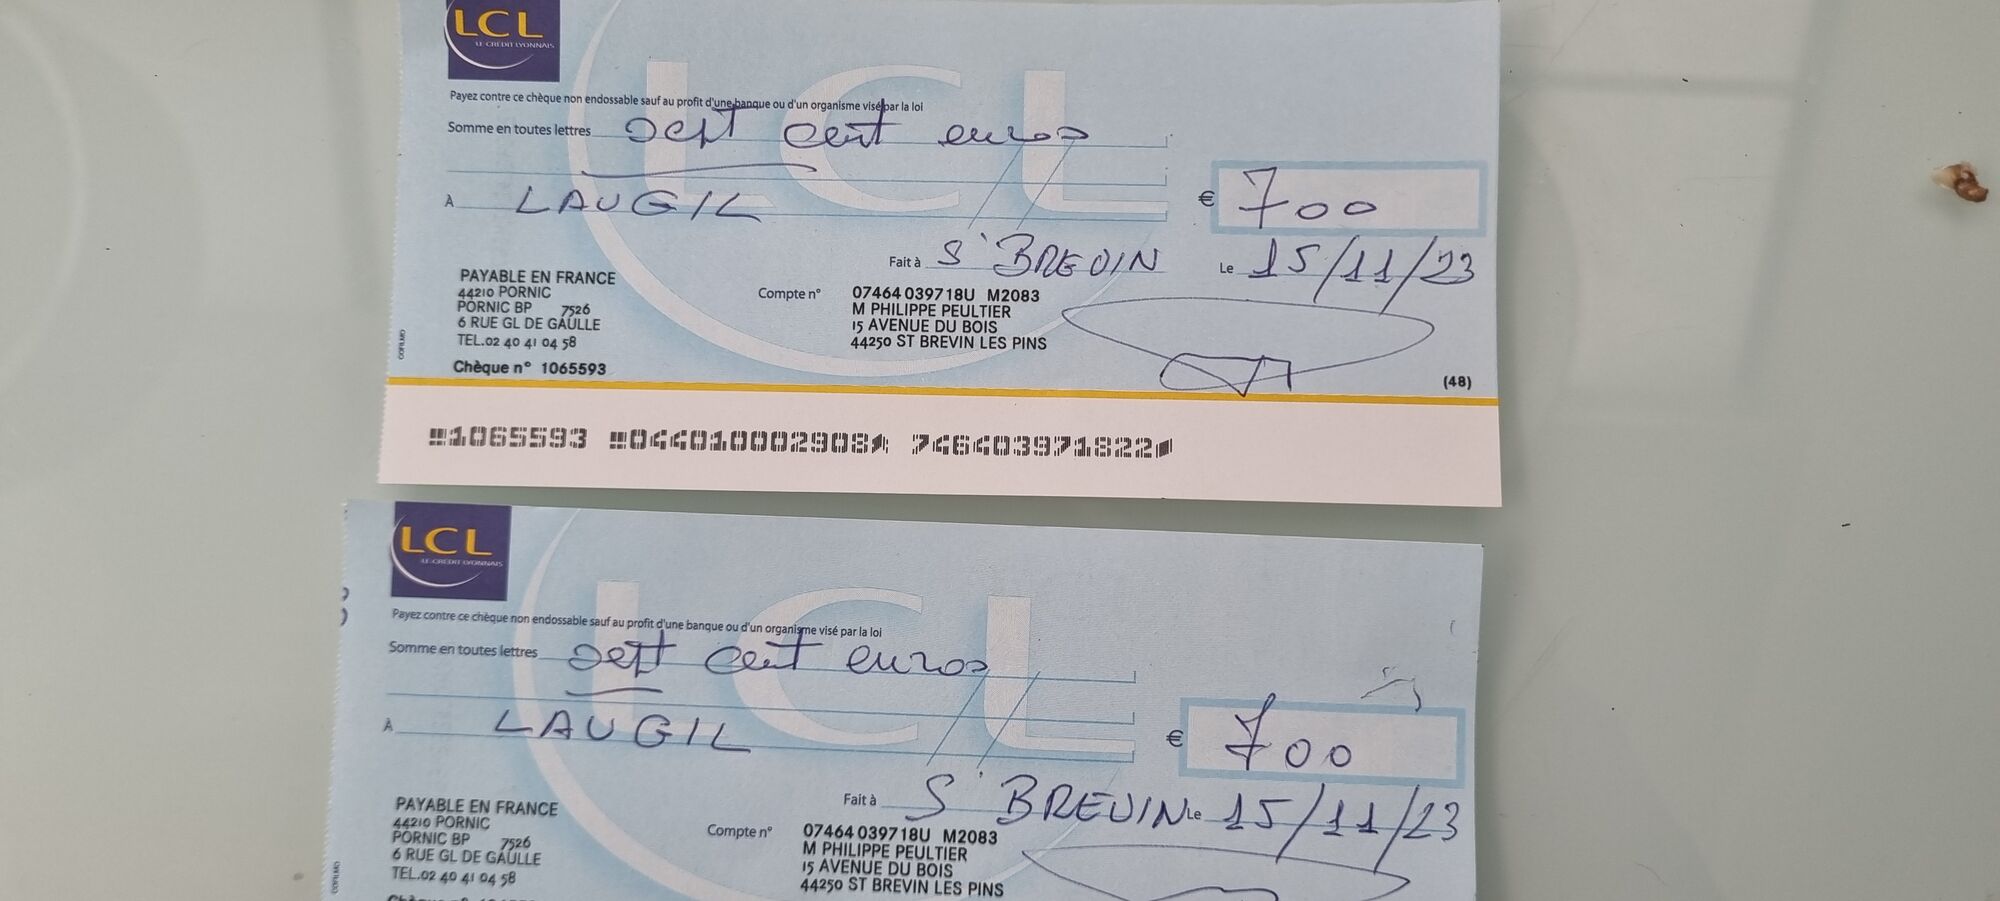 LCL
LE CRÉDIT LYONNAIS
Payez contre ce chèque non endossable sauf au profit d'une banque ou d'un organisme visé par la loi
Somme en toutes lettres sept cent euros
À LAUGIL
€ 700
Fait à S' BREVIN Le 15/11/23
PAYABLE EN FRANCE
44210 PORNIC
PORNIC BP 7526
6 RUE GL DE GAULLE
TEL.02 40 41 04 58
Chèque n° 1065593
Compte n° 07464 039718U M2083
M PHILIPPE PEULTIER
15 AVENUE DU BOIS
44250 ST BREVIN LES PINS
(48)
1065593 044010002908 746403971822
LCL
LE CRÉDIT LYONNAIS
Payez contre ce chèque non endossable sauf au profit d'une banque ou d'un organisme visé par la loi
Somme en toutes lettres sept cent euros
À LAUGIL
€ 700
Fait à S' BREVIN Le 15/11/23
PAYABLE EN FRANCE
44210 PORNIC
PORNIC BP 7526
6 RUE GL DE GAULLE
TEL.02 40 41 04 58
Compte n° 07464 039718U M2083
M PHILIPPE PEULTIER
15 AVENUE DU BOIS
44250 ST BREVIN LES PINS